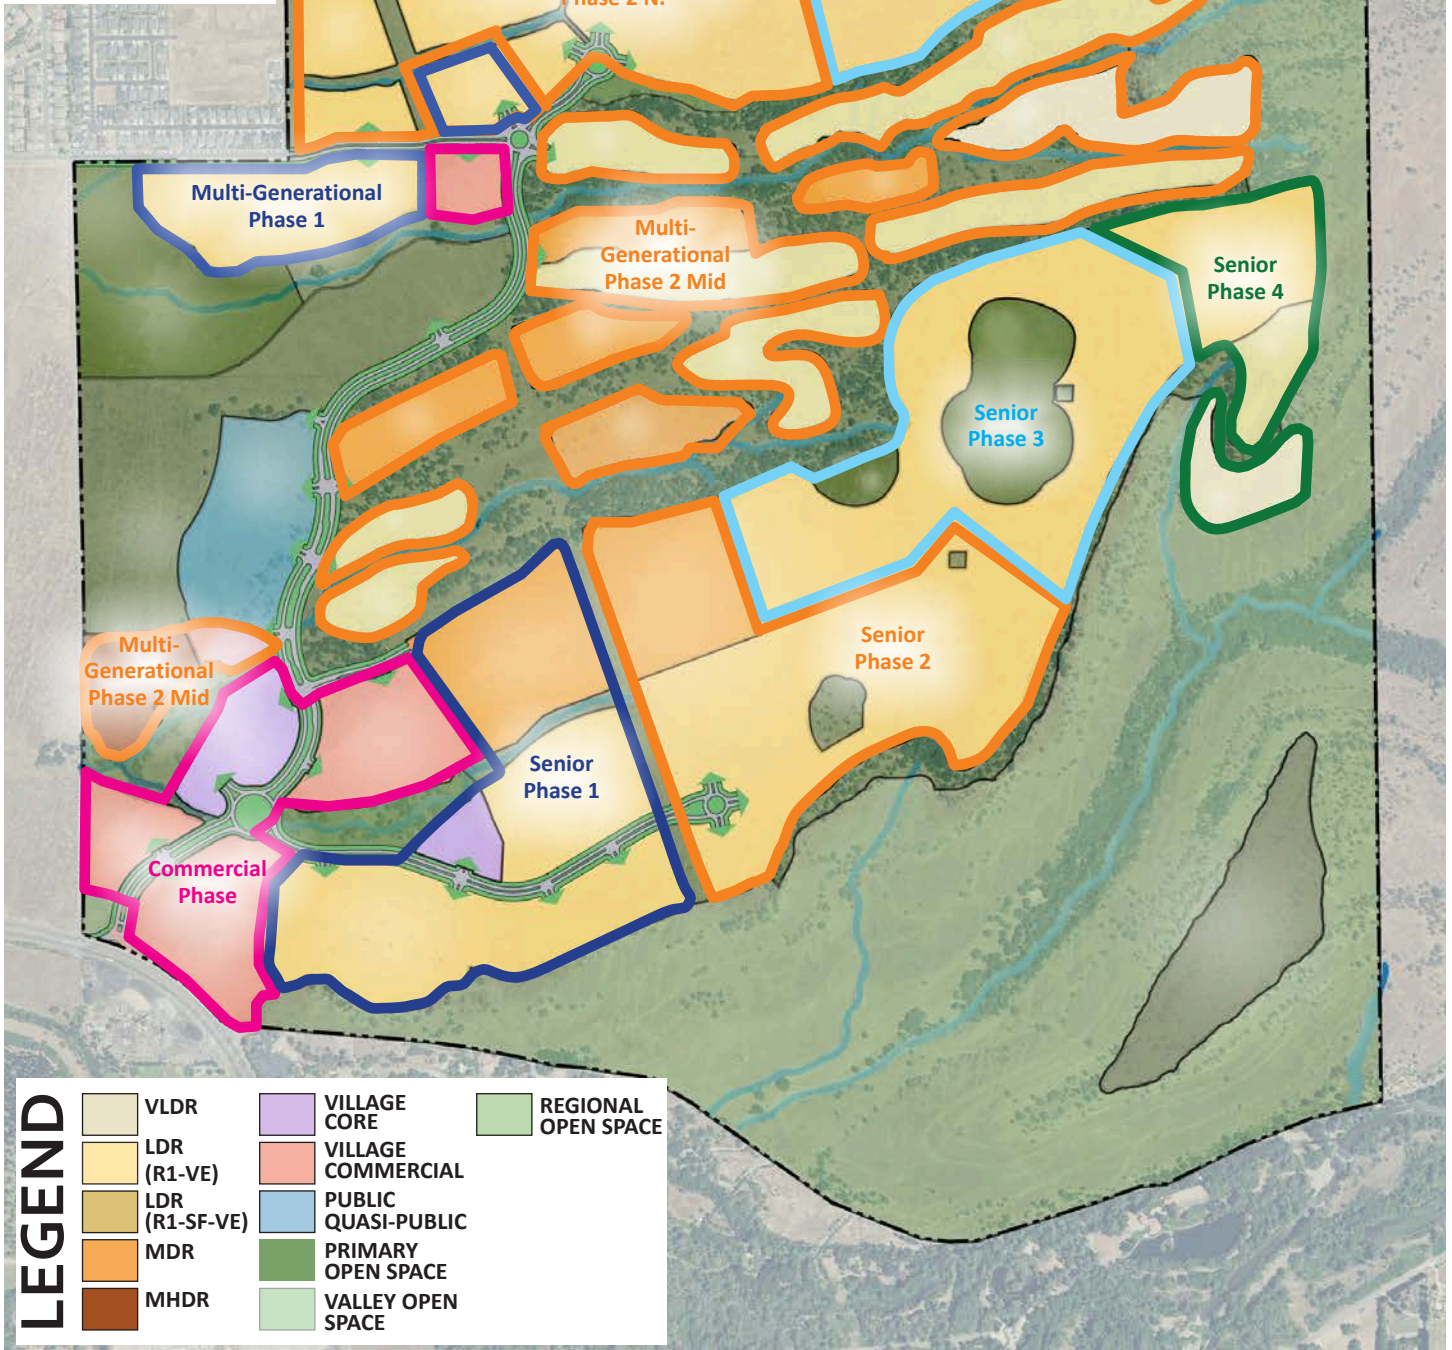 Phase 2 N.
Multi-Generational
Phase 1
Multi-
Generational
Phase 2 Mid
Senior
Phase 4
Senior
Phase 3
Senior
Phase 2
Multi-
Generational
Phase 2 Mid
Senior
Phase 1
Commercial
Phase
LEGEND
VLDR
LDR
(R1-VE)
LDR
(R1-SF-VE)
MDR
MHDR
VILLAGE
CORE
VILLAGE
COMMERCIAL
PUBLIC
QUASI-PUBLIC
PRIMARY
OPEN SPACE
VALLEY OPEN
SPACE
REGIONAL
OPEN SPACE